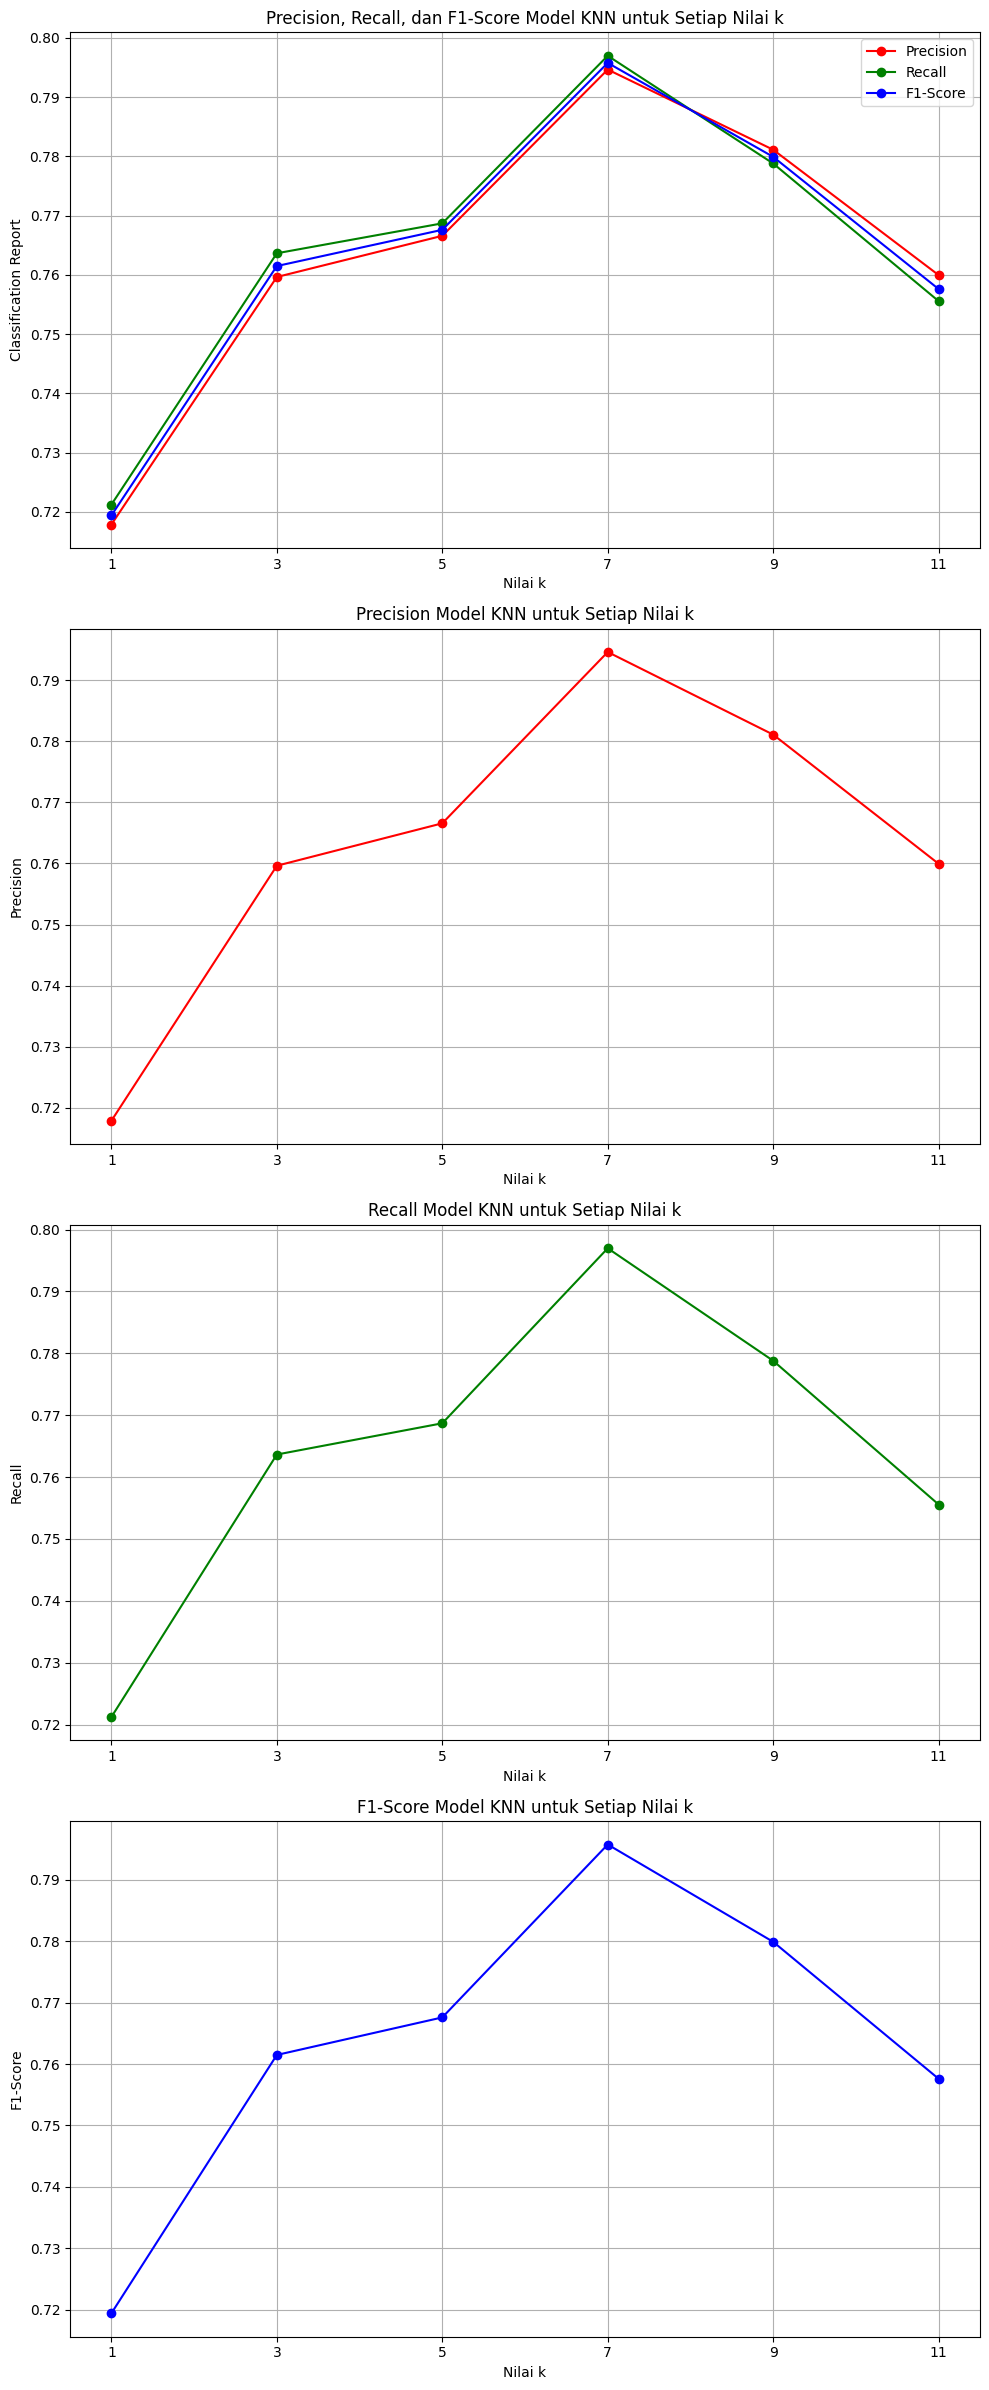 Precision, Recall, dan F1-Score Model KNN untuk Setiap Nilai k
Precision
Recall
F1-Score
Classification Report
0.80
0.79
0.78
0.77
0.76
0.75
0.74
0.73
0.72
1 3 5 7 9 11
Nilai k
Precision Model KNN untuk Setiap Nilai k
Precision
0.79
0.78
0.77
0.76
0.75
0.74
0.73
0.72
1 3 5 7 9 11
Nilai k
Recall Model KNN untuk Setiap Nilai k
Recall
0.80
0.79
0.78
0.77
0.76
0.75
0.74
0.73
0.72
1 3 5 7 9 11
Nilai k
F1-Score Model KNN untuk Setiap Nilai k
F1-Score
0.79
0.78
0.77
0.76
0.75
0.74
0.73
0.72
1 3 5 7 9 11
Nilai k